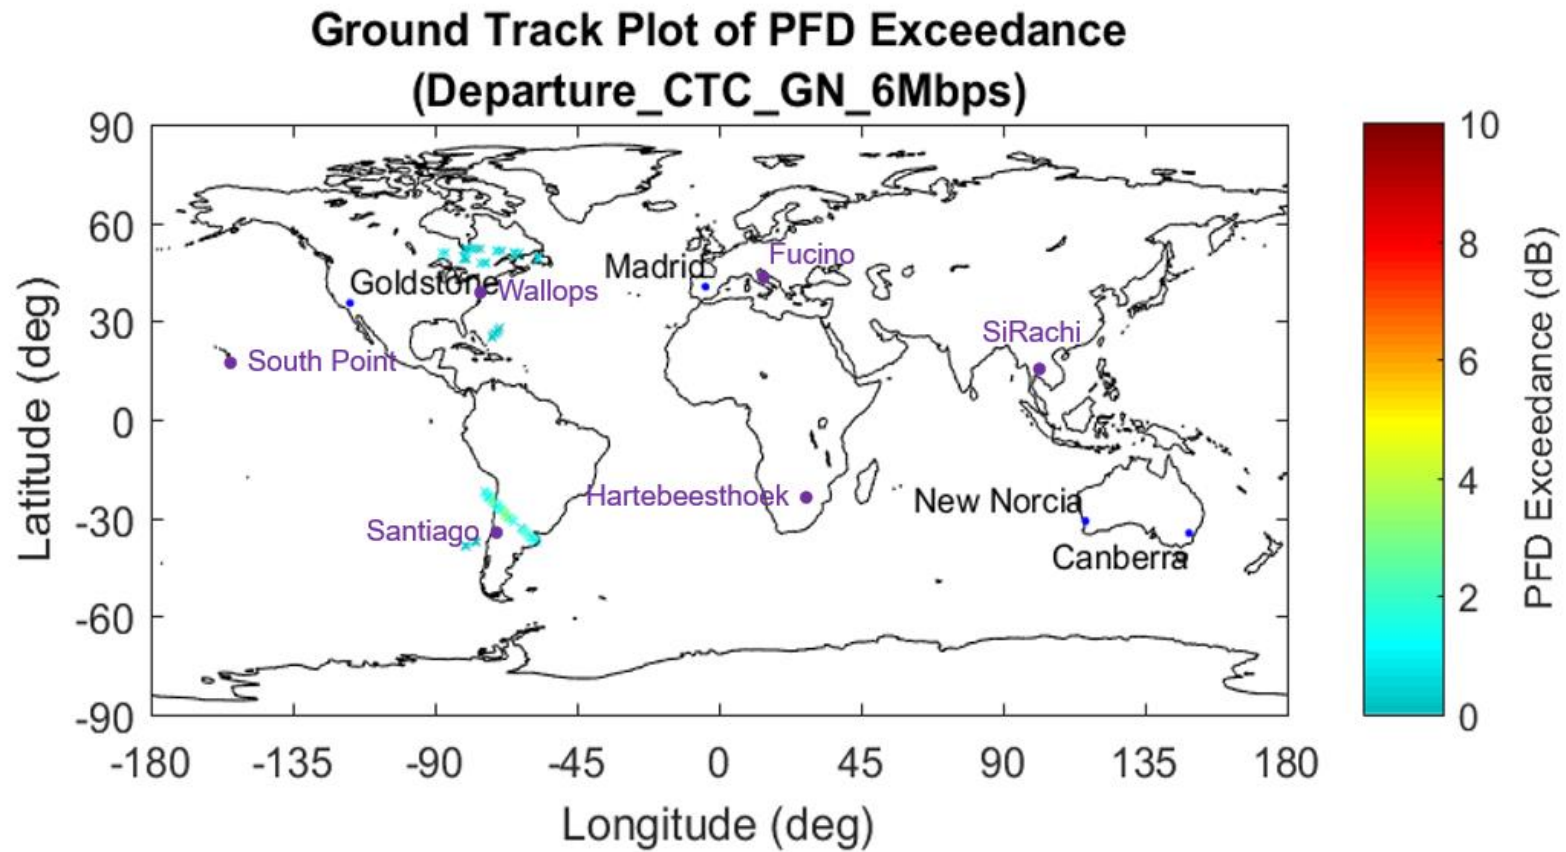 Ground Track Plot of PFD Exceedance
(Departure_CTC_GN_6Mbps)
90
60
30
0
-30
-60
-90
Latitude (deg)
-180
-135
-90
-45
0
45
90
135
180
Longitude (deg)
Goldstone
Wallops
Madrid
Fucino
South Point
SiRachi
Hartebeesthoek
Santiago
New Norcia
Canberra
10
8
6
4
2
0
PFD Exceedance (dB)